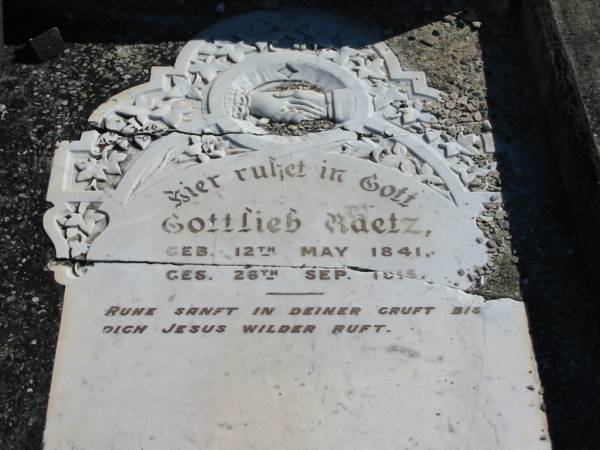 Hier ruhet in Gott
Gottlieb Raetz,
GEB. 12TH MAY 1841.
GES. 26TH SEP.
RUHE SANFT IN DEINER GRUFT BIS
DICH JESUS WILDER RUFT.